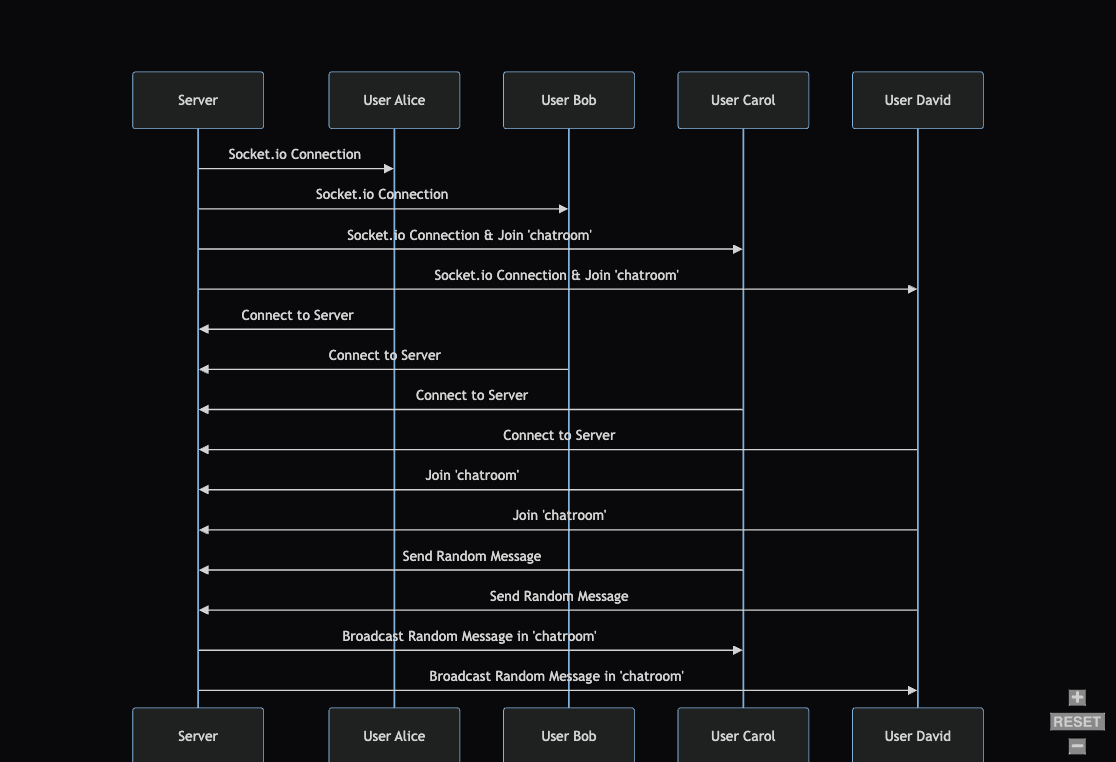 Server
User Alice
User Bob
User Carol
User David
Socket.io Connection
Socket.io Connection
Socket.io Connection & Join 'chatroom'
Socket.io Connection & Join 'chatroom'
Connect to Server
Connect to Server
Connect to Server
Connect to Server
Join 'chatroom'
Join 'chatroom'
Send Random Message
Send Random Message
Broadcast Random Message in 'chatroom'
Broadcast Random Message in 'chatroom'
Server
User Alice
User Bob
User Carol
User David
+
RESET
−